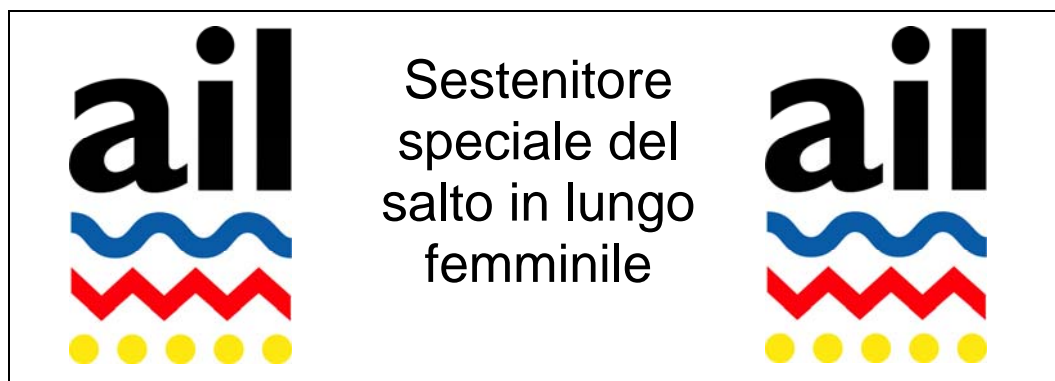 ail
Sestenitore
speciale del
salto in lungo
femminile
ail